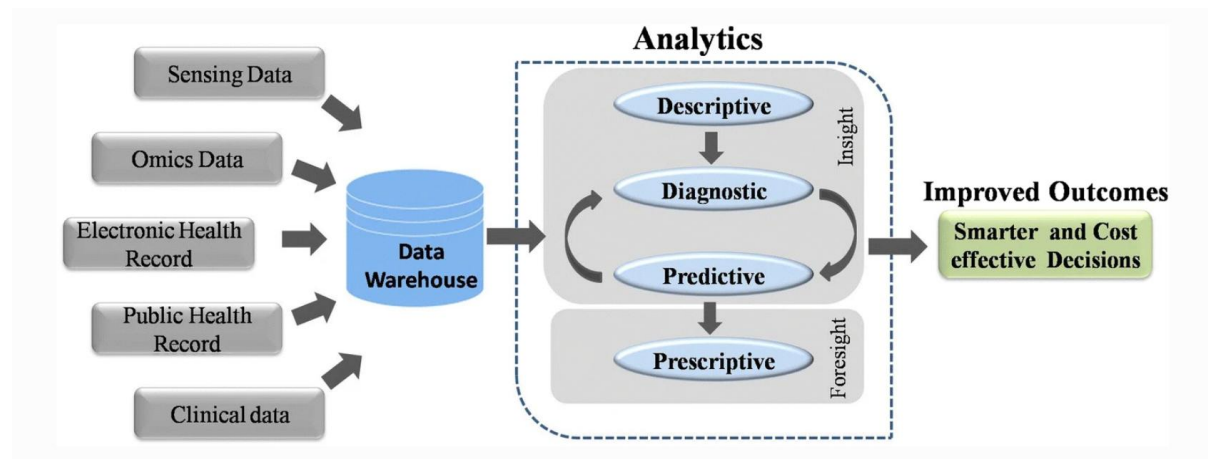 Sensing Data
Omics Data
Electronic Health
Record
Public Health
Record
Clinical data
Data
Warehouse
Analytics
Descriptive
Diagnostic
Predictive
Insight
Prescriptive
Foresight
Improved Outcomes
Smarter and Cost
effective Decisions